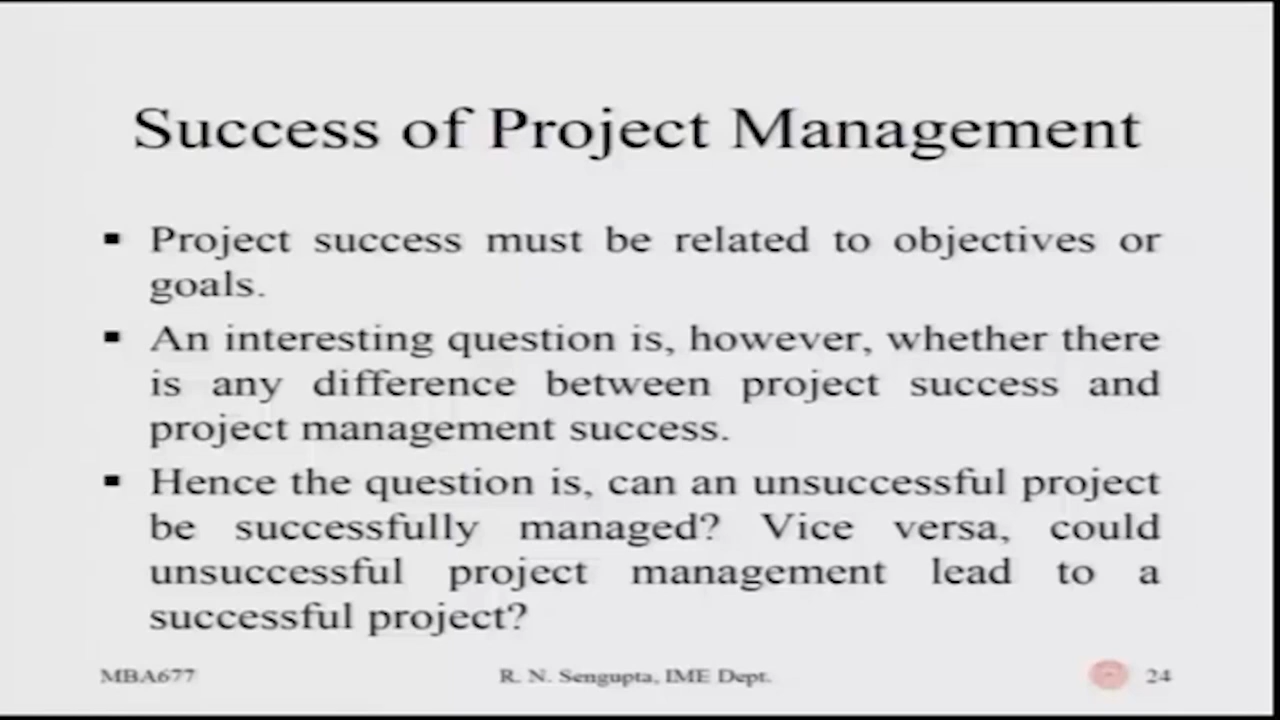 Success of Project Management
▪ Project success must be related to objectives or
goals.
▪ An interesting question is, however, whether there
is any difference between project success and
project management success.
▪ Hence the question is, can an unsuccessful project
be successfully managed? Vice versa, could
unsuccessful project management lead to a
successful project?
MBA677 R. N. Sengupta, IME Dept. 24